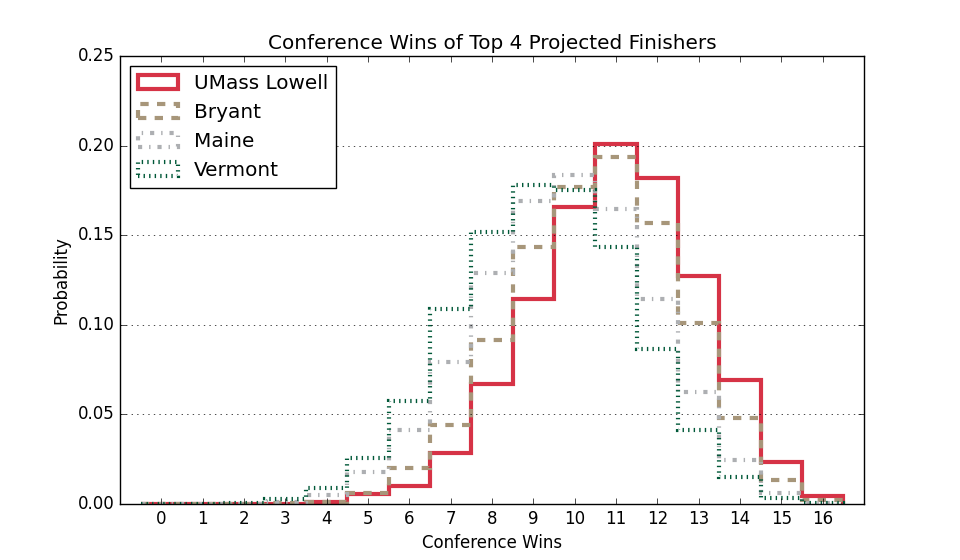 Conference Wins of Top 4 Projected Finishers
0.25
UMass Lowell
Bryant
Maine
Vermont
0.20
0.15
Probability
0.10
0.05
0.00
0 1 2 3 4 5 6 7 8 9 10 11 12 13 14 15 16
Conference Wins